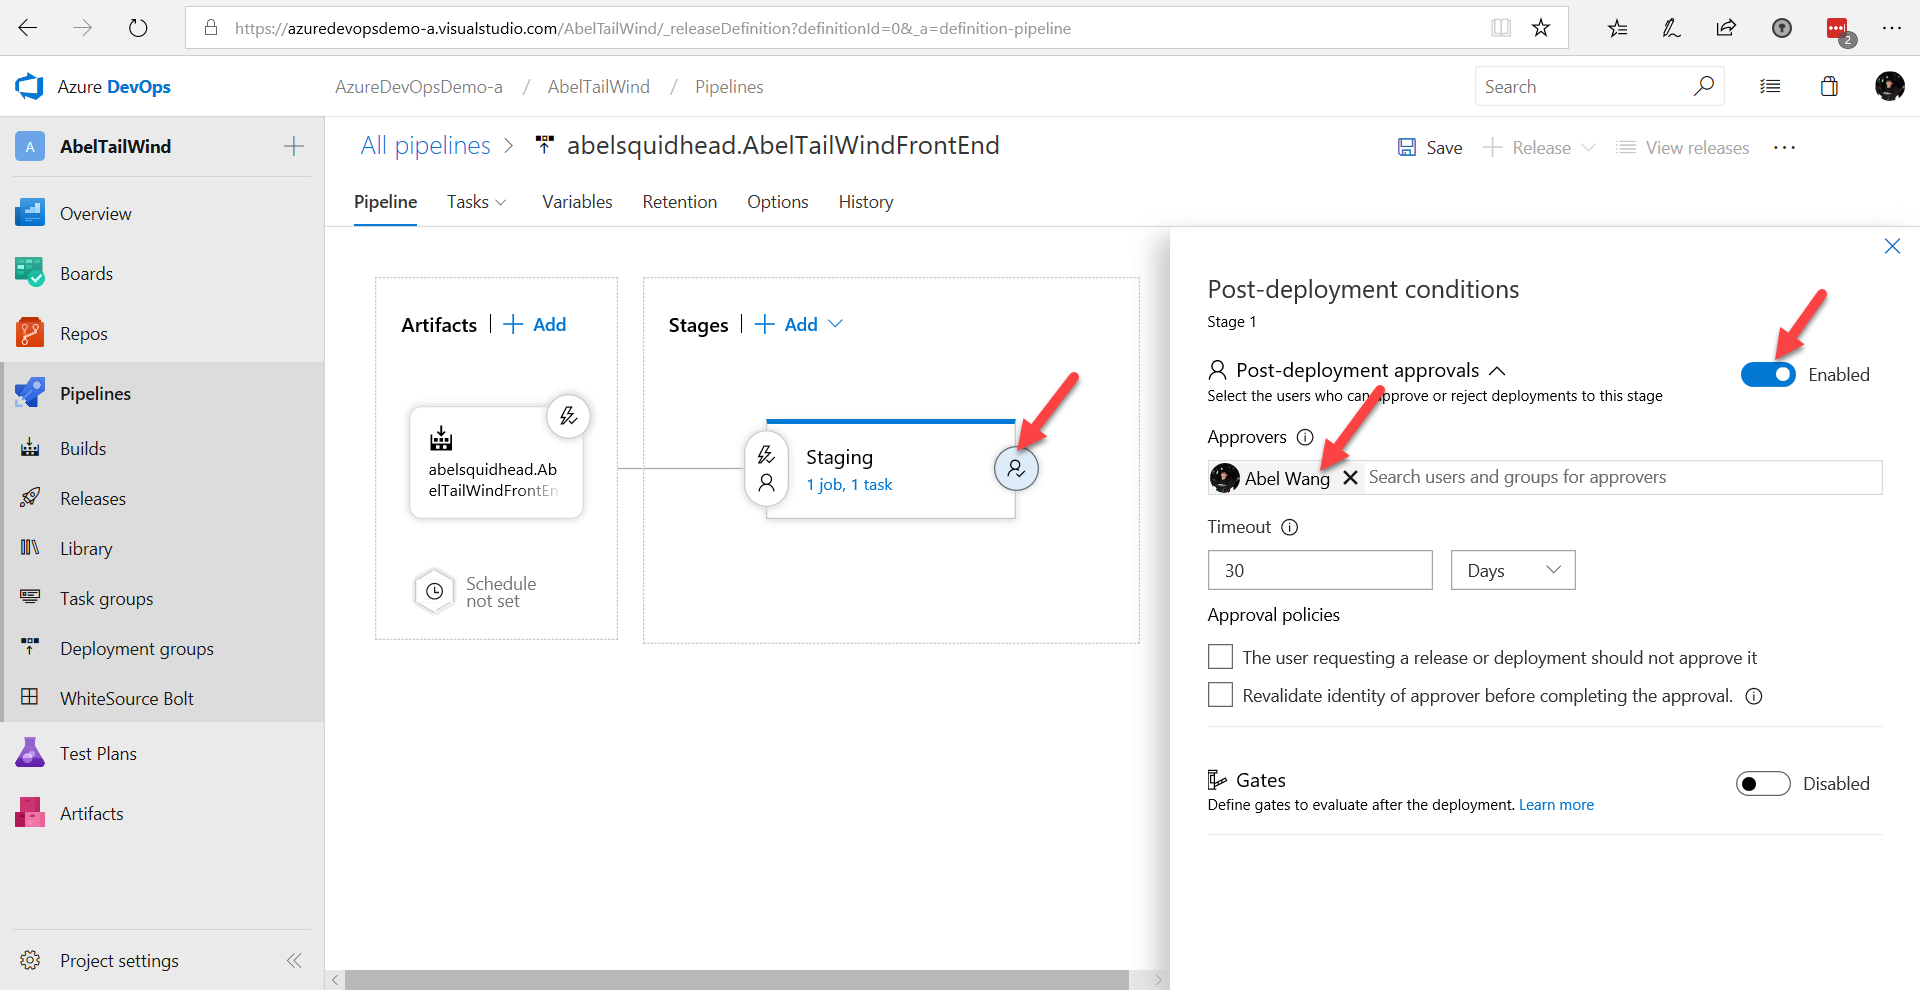 https://azuredevopsdemo-a.visualstudio.com/AbelTailWind/_releaseDefinition?definitionId=0&_a=definition-pipeline
2
Azure DevOps
AzureDevOpsDemo-a / AbelTailWind / Pipelines
Search
A AbelTailWind
Overview
Boards
Repos
Pipelines
Builds
Releases
Library
Task groups
Deployment groups
WhiteSource Bolt
Test Plans
Artifacts
Project settings
All pipelines > abelsquidhead.AbelTailWindFrontEnd
Save
Release
View releases
Pipeline Tasks Variables Retention Options History
Artifacts | + Add
abelsquidhead.Ab
elTailWindFrontEn
Schedule
not set
Stages | + Add
Staging
1 job, 1 task
Post-deployment conditions
Stage 1
Post-deployment approvals
Enabled
Select the users who can approve or reject deployments to this stage
Approvers
Abel Wang Search users and groups for approvers
Timeout
30 Days
Approval policies
The user requesting a release or deployment should not approve it
Revalidate identity of approver before completing the approval.
Gates
Disabled
Define gates to evaluate after the deployment. Learn more